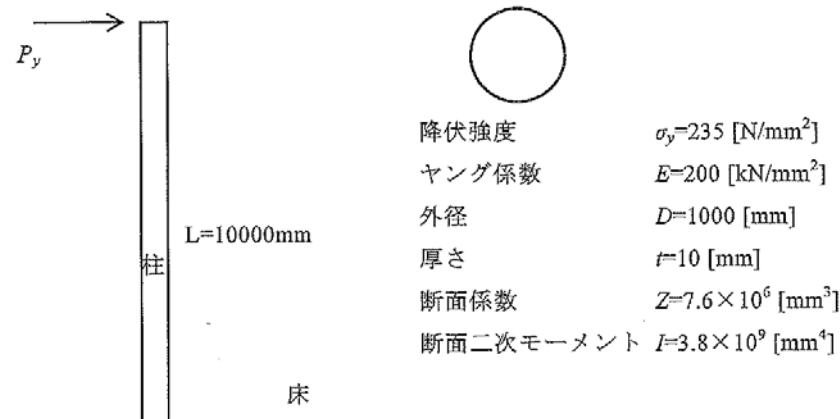 P_y
柱
L=10000mm
床
降伏強度 σ_y=235 [N/mm²]
ヤング係数 E=200 [kN/mm²]
外径 D=1000 [mm]
厚さ t=10 [mm]
断面係数 Z=7.6×10⁶ [mm³]
断面二次モーメント I=3.8×10⁹ [mm⁴]